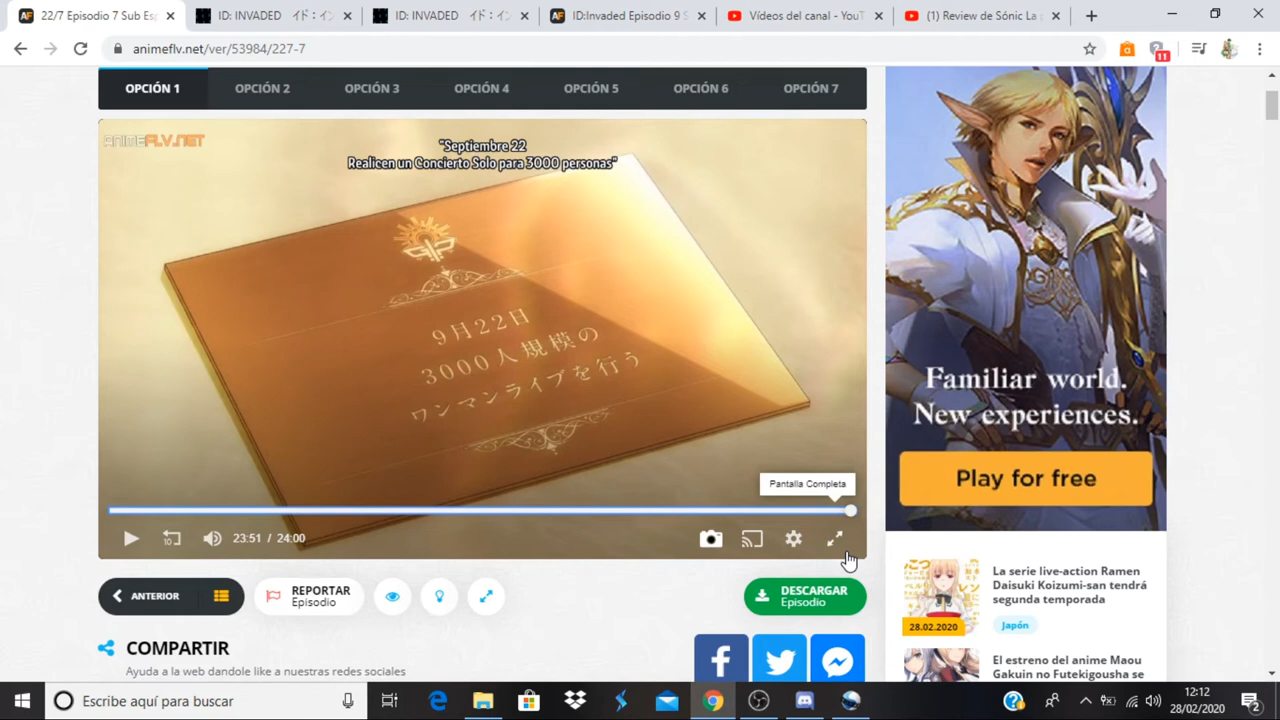 22/7 Episodio 7 Sub Es
ID: INVADED イド：イン
ID: INVADED イド：イン
ID:Invaded Episodio 9 S
Vídeos del canal - YouT
(1) Review de Sónic La
animeflv.net/ver/53984/227-7
11
OPCIÓN 1
OPCIÓN 2
OPCIÓN 3
OPCIÓN 4
OPCIÓN 5
OPCIÓN 6
OPCIÓN 7
ANIMEFLV.NET
"Septiembre 22
Realicen un Concierto Solo para 3000 personas"
9月22日
3000人規模の
ワンマンライブを行う
Pantalla Completa
10
23:51 / 24:00
Familiar world.
New experiences.
Play for free
ANTERIOR
REPORTAR
Episodio
DESCARGAR
Episodio
COMPARTIR
Ayuda a la web dandole like a nuestras redes sociales
La serie live-action Ramen
Daisuki Koizumi-san tendrá
segunda temporada
28.02.2020
Japón
El estreno del anime Maou
Gakuin no Futekigousha se
Escribe aquí para buscar
12:12
28/02/2020
2